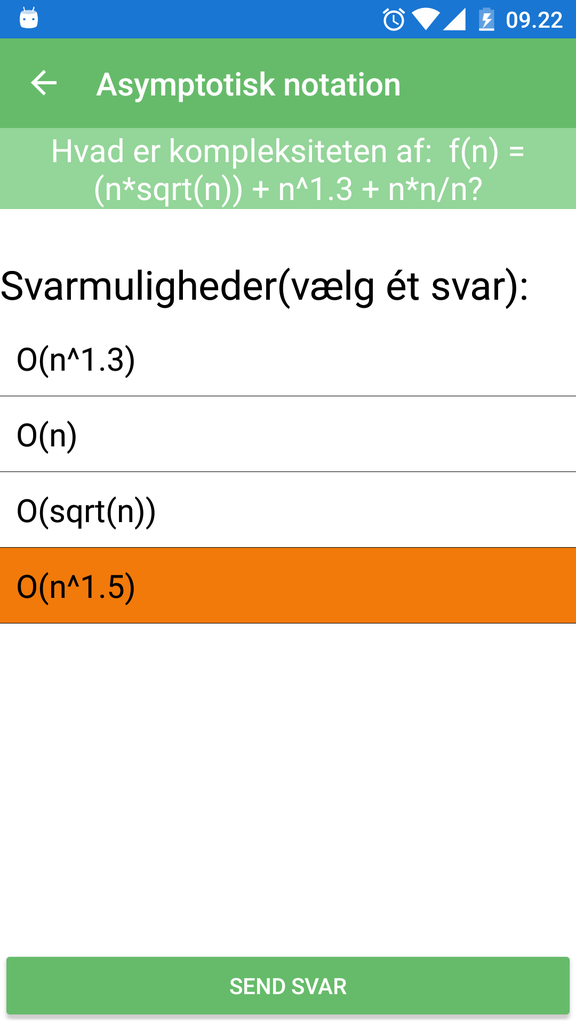 09.22
Asymptotisk notation
Hvad er kompleksiteten af:  f(n) =
(n*sqrt(n)) + n^1.3 + n*n/n?
Svarmuligheder(vælg ét svar):
O(n^1.3)
O(n)
O(sqrt(n))
O(n^1.5)
SEND SVAR